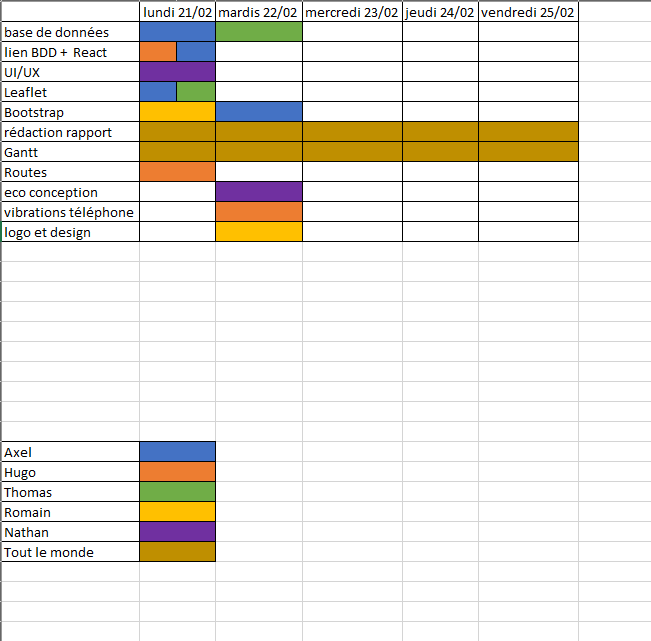 lundi 21/02 mardis 22/02 mercredi 23/02 jeudi 24/02 vendredi 25/02
base de données
lien BDD + React
UI/UX
Leaflet
Bootstrap
rédaction rapport
Gantt
Routes
eco conception
vibrations téléphone
logo et design
Axel
Hugo
Thomas
Romain
Nathan
Tout le monde